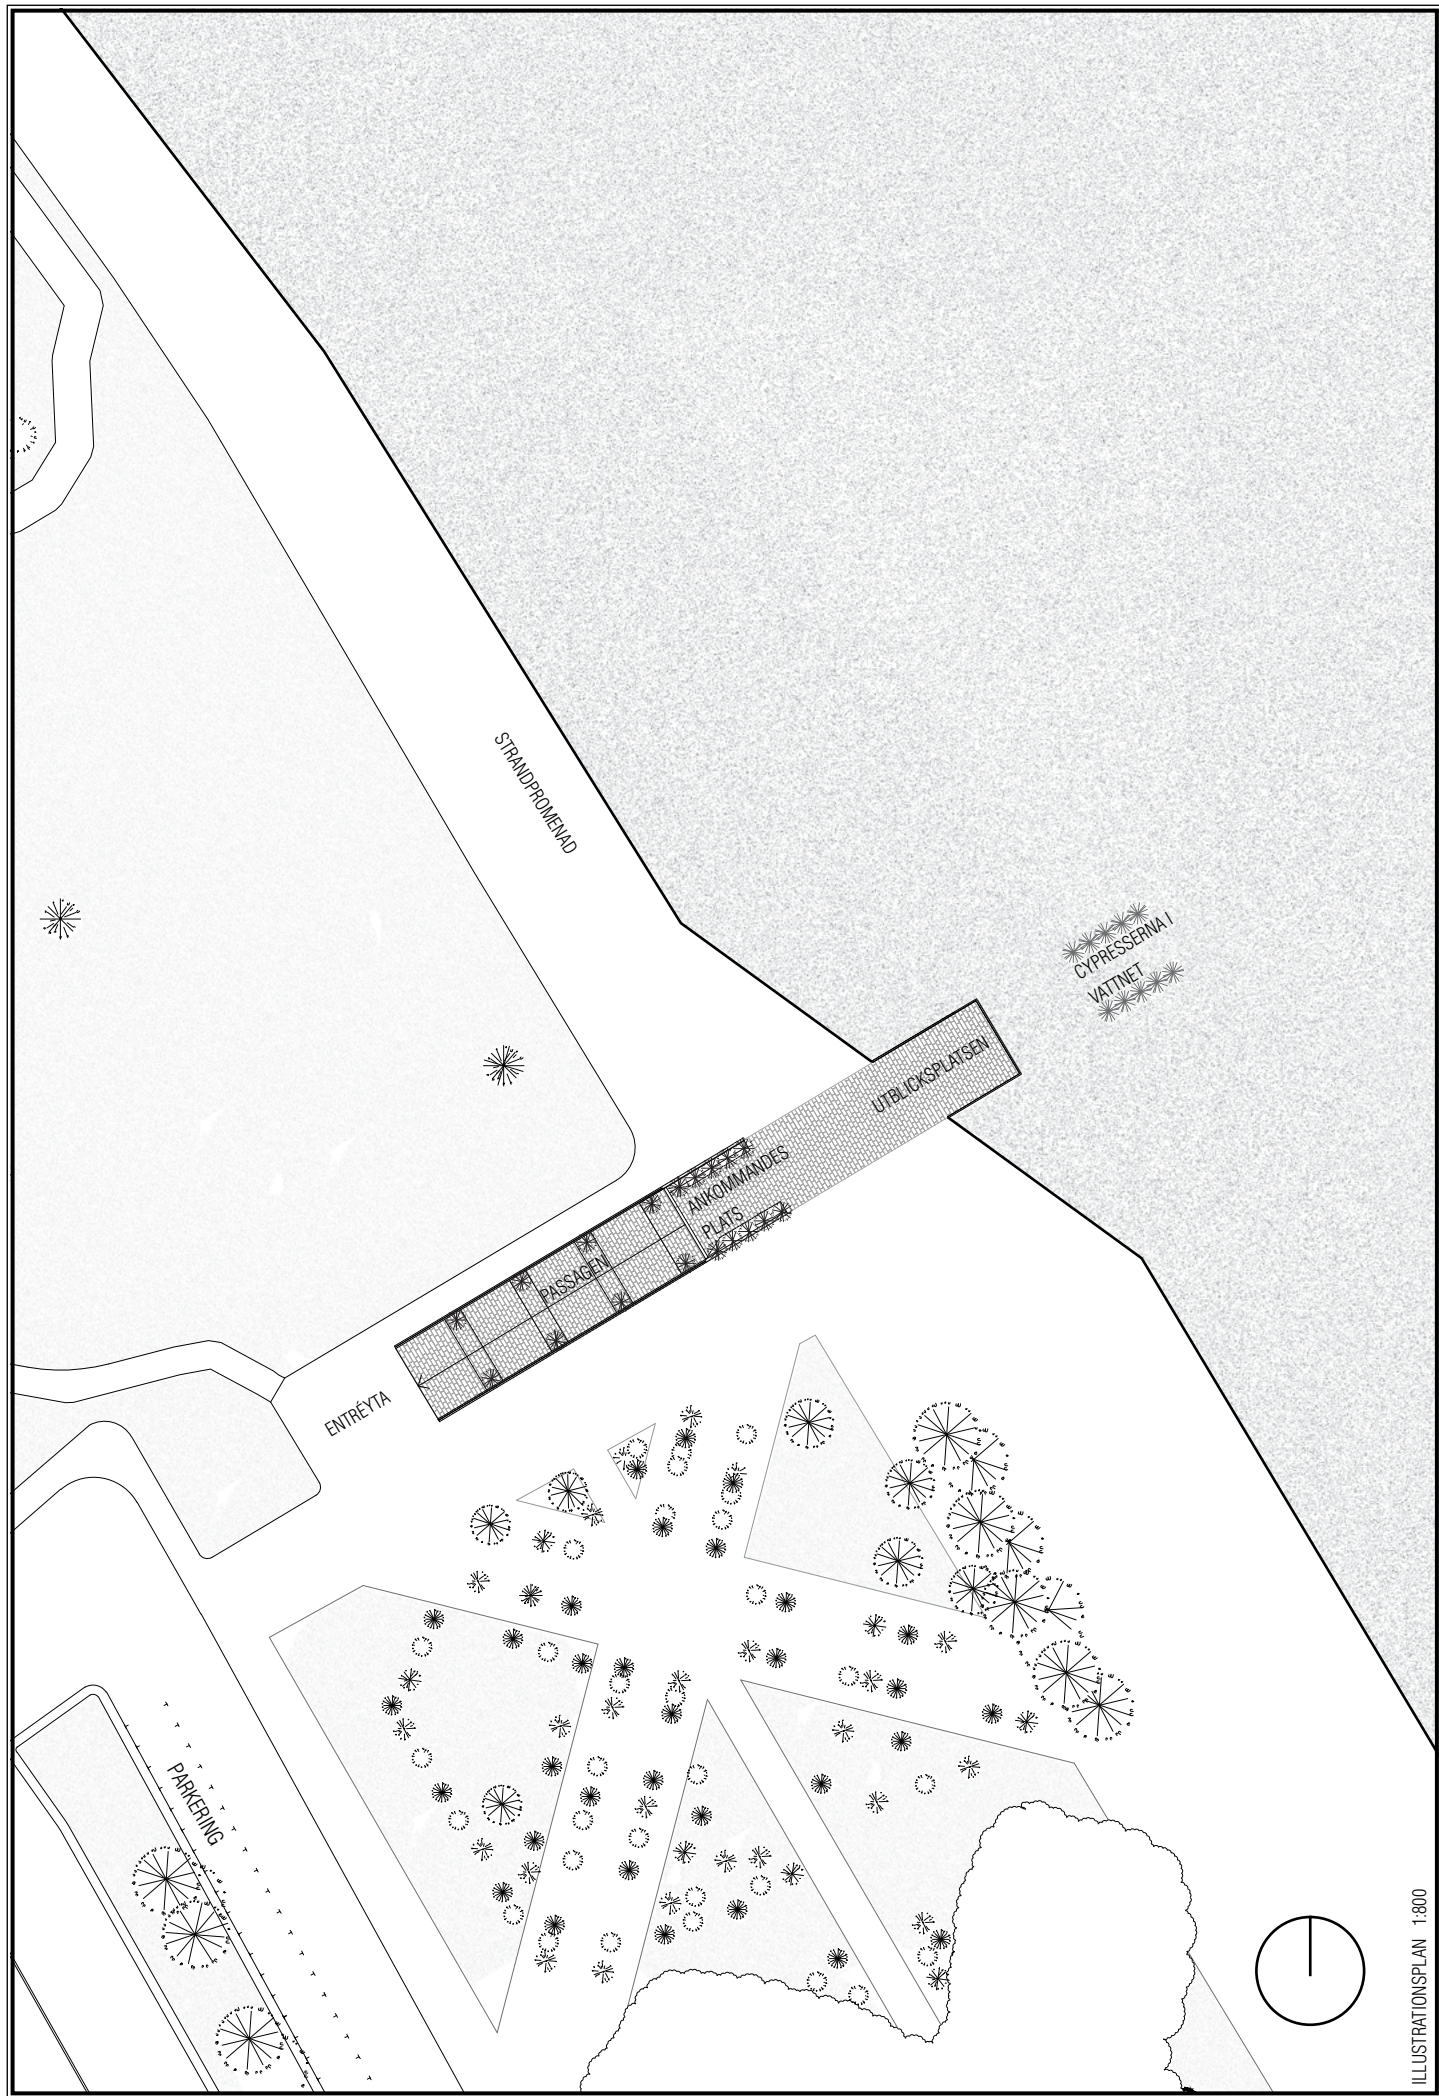 STRANDPROMENAD
CYPRESSERNA I
VATTNET
UTBLICKSPLATSEN
ANKOMMANDES
PLATS
PASSAGEN
ENTRÉYTA
PARKERING
ILLUSTRATIONSPLAN 1:800